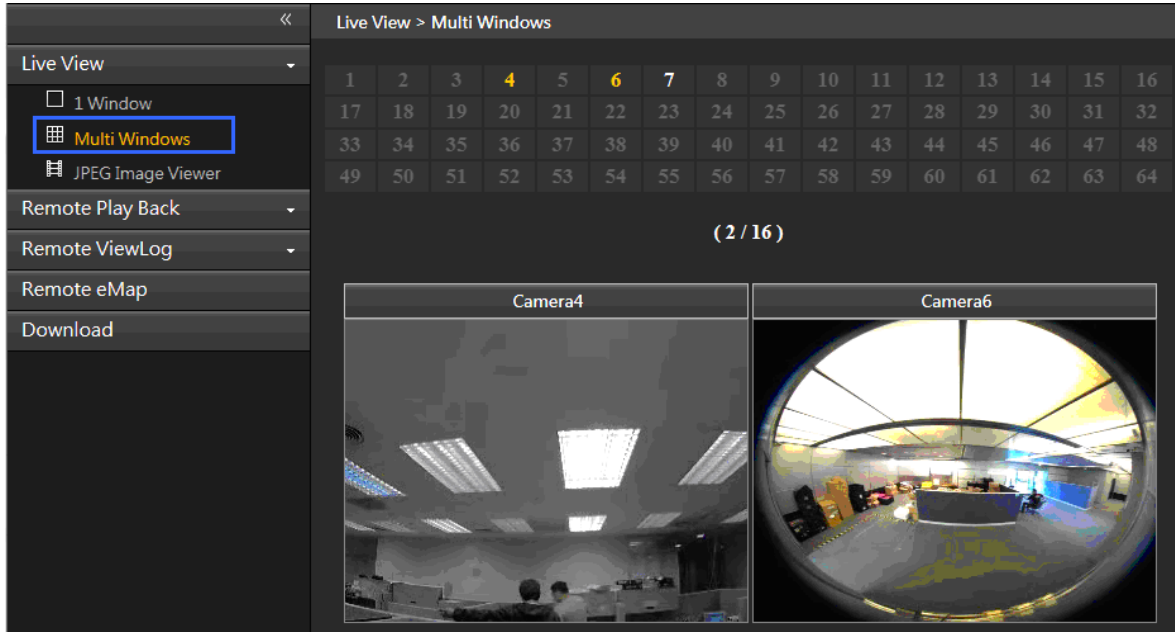 «
Live View > Multi Windows
Live View
1 Window
Multi Windows
JPEG Image Viewer
Remote Play Back
Remote ViewLog
Remote eMap
Download
1 2 3 4 5 6 7 8 9 10 11 12 13 14 15 16
17 18 19 20 21 22 23 24 25 26 27 28 29 30 31 32
33 34 35 36 37 38 39 40 41 42 43 44 45 46 47 48
49 50 51 52 53 54 55 56 57 58 59 60 61 62 63 64
( 2 / 16 )
Camera4
Camera6